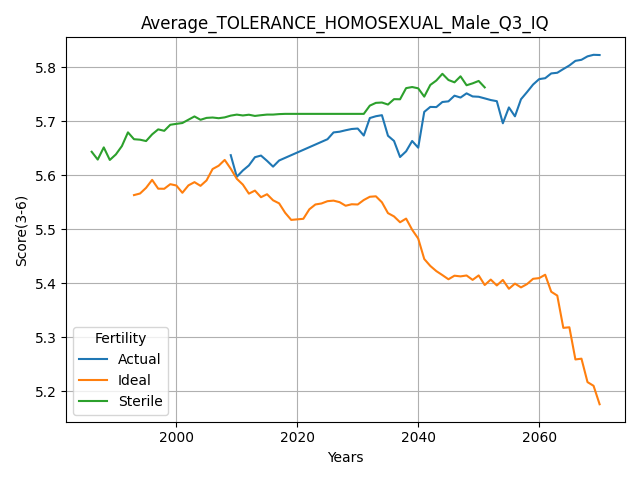 Average_TOLERANCE_HOMOSEXUAL_Male_Q3_IQ
Score(3-6)
5.8
5.7
5.6
5.5
5.4
5.3
5.2
Fertility
Actual
Ideal
Sterile
2000
2020
2040
2060
Years